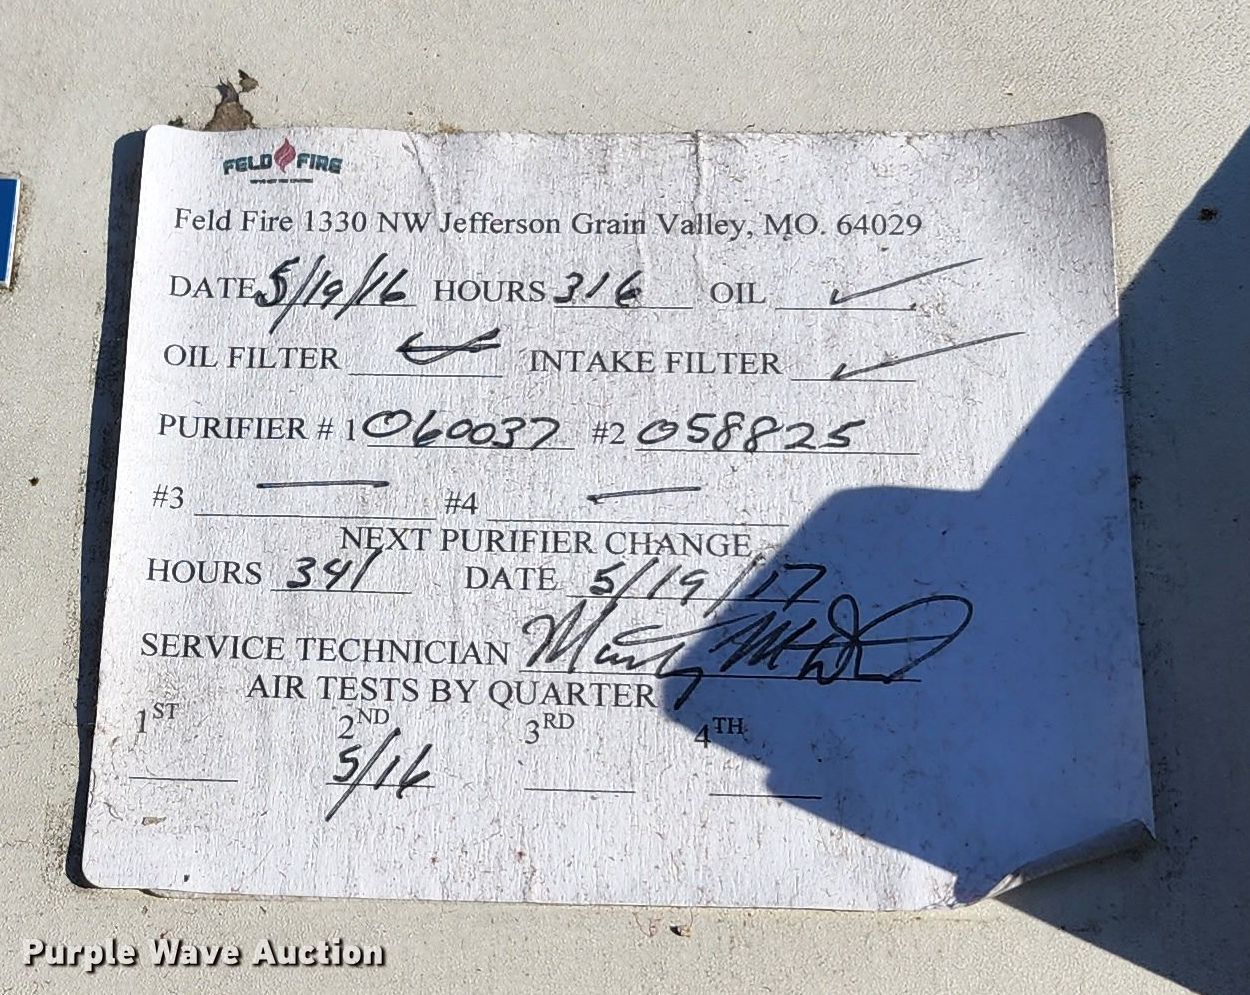 FELD FIRE
Feld Fire 1330 NW Jefferson Grain Valley, MO. 64029
DATE 5/19/16 HOURS 316 OIL ✓
OIL FILTER ✓ INTAKE FILTER ✓
PURIFIER # 1 060037 #2 058825
#3 — #4 —
NEXT PURIFIER CHANGE
HOURS 341 DATE 5/19/17
SERVICE TECHNICIAN
AIR TESTS BY QUARTER
1ST 2ND 3RD 4TH
5/16
Purple Wave Auction